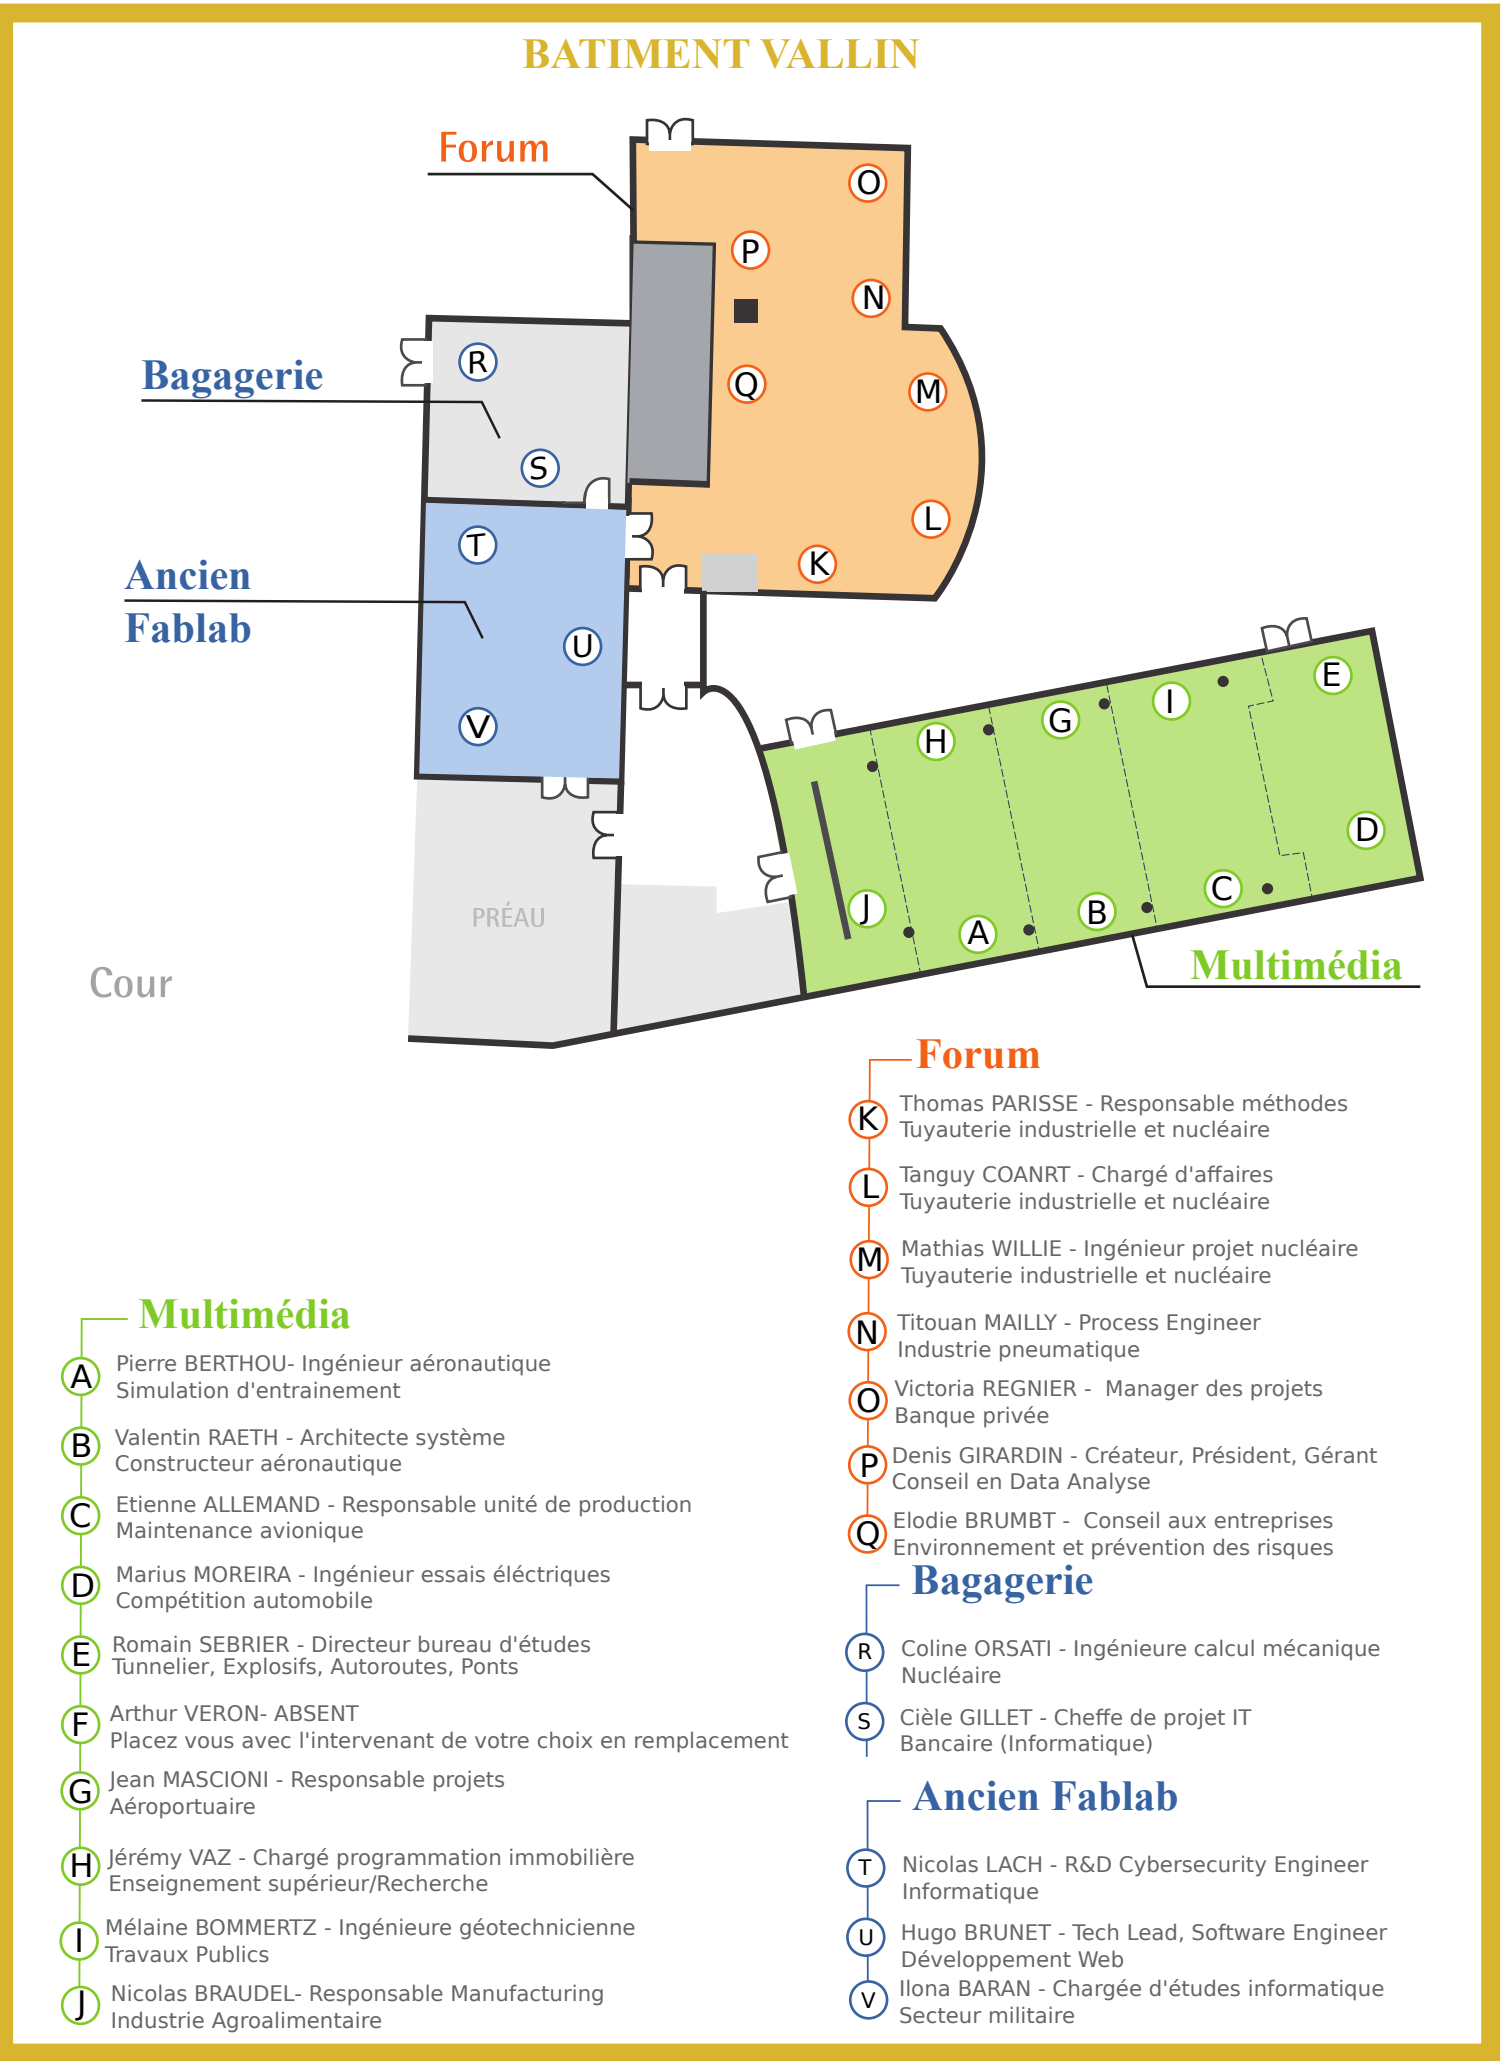 BATIMENT VALLIN
Forum
O
P
N
R
Bagagerie
Q
M
S
L
T
K
Ancien
Fablab
U
E
I
G
V
H
D
C
J
B
PRÉAU
A
Multimédia
Cour
Forum
K
Thomas PARISSE - Responsable méthodes
Tuyauterie industrielle et nucléaire
L
Tanguy COANRT - Chargé d'affaires
Tuyauterie industrielle et nucléaire
M
Mathias WILLIE - Ingénieur projet nucléaire
Tuyauterie industrielle et nucléaire
N
Titouan MAILLY - Process Engineer
Industrie pneumatique
O
Victoria REGNIER -  Manager des projets
Banque privée
P
Denis GIRARDIN - Créateur, Président, Gérant
Conseil en Data Analyse
Q
Elodie BRUMBT -  Conseil aux entreprises
Environnement et prévention des risques
Multimédia
A
Pierre BERTHOU- Ingénieur aéronautique
Simulation d'entrainement
B
Valentin RAETH - Architecte système
Constructeur aéronautique
C
Etienne ALLEMAND - Responsable unité de production
Maintenance avionique
D
Marius MOREIRA - Ingénieur essais éléctriques
Compétition automobile
E
Romain SEBRIER - Directeur bureau d'études
Tunnelier, Explosifs, Autoroutes, Ponts
F
Arthur VERON- ABSENT
Placez vous avec l'intervenant de votre choix en remplacement
G
Jean MASCIONI - Responsable projets
Aéroportuaire
H
Jérémy VAZ - Chargé programmation immobilière
Enseignement supérieur/Recherche
I
Mélaine BOMMERTZ - Ingénieure géotechnicienne
Travaux Publics
J
Nicolas BRAUDEL- Responsable Manufacturing
Industrie Agroalimentaire
Bagagerie
R
Coline ORSATI - Ingénieure calcul mécanique
Nucléaire
S
Cièle GILLET - Cheffe de projet IT
Bancaire (Informatique)
Ancien Fablab
T
Nicolas LACH - R&D Cybersecurity Engineer
Informatique
U
Hugo BRUNET - Tech Lead, Software Engineer
Développement Web
V
Ilona BARAN - Chargée d'études informatique
Secteur militaire